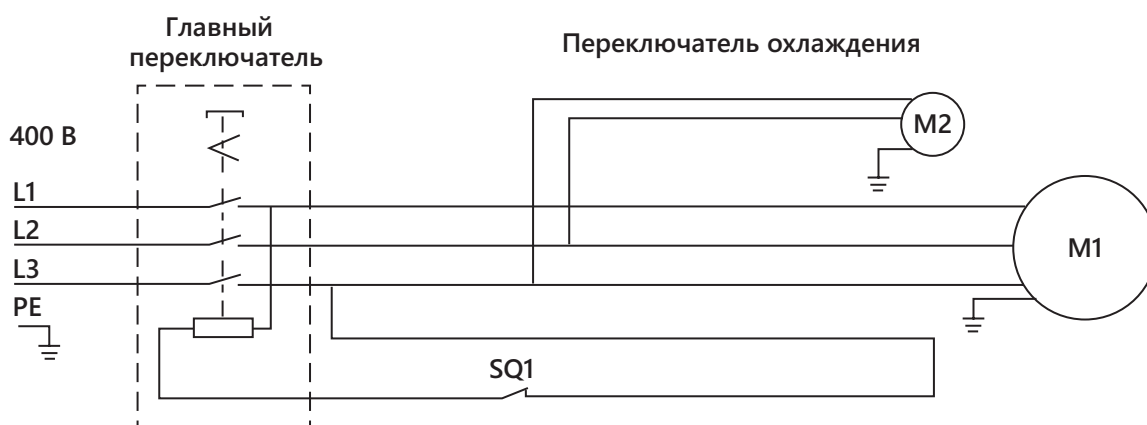 Главный
переключатель
Переключатель охлаждения
400 В
M2
L1
L2
M1
L3
PE
SQ1